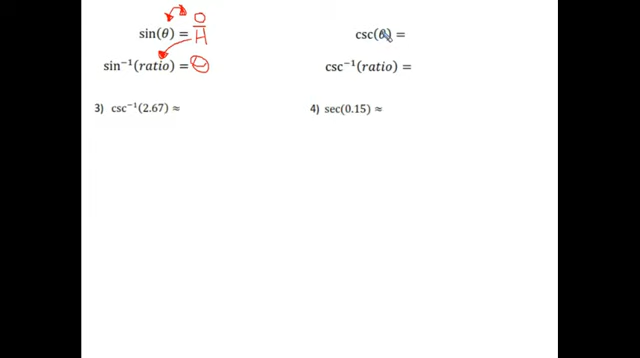 sin(θ) = O/H
csc(θ) =
sin⁻¹(ratio) = θ
csc⁻¹(ratio) =
3) csc⁻¹(2.67) ≈
4) sec(0.15) ≈